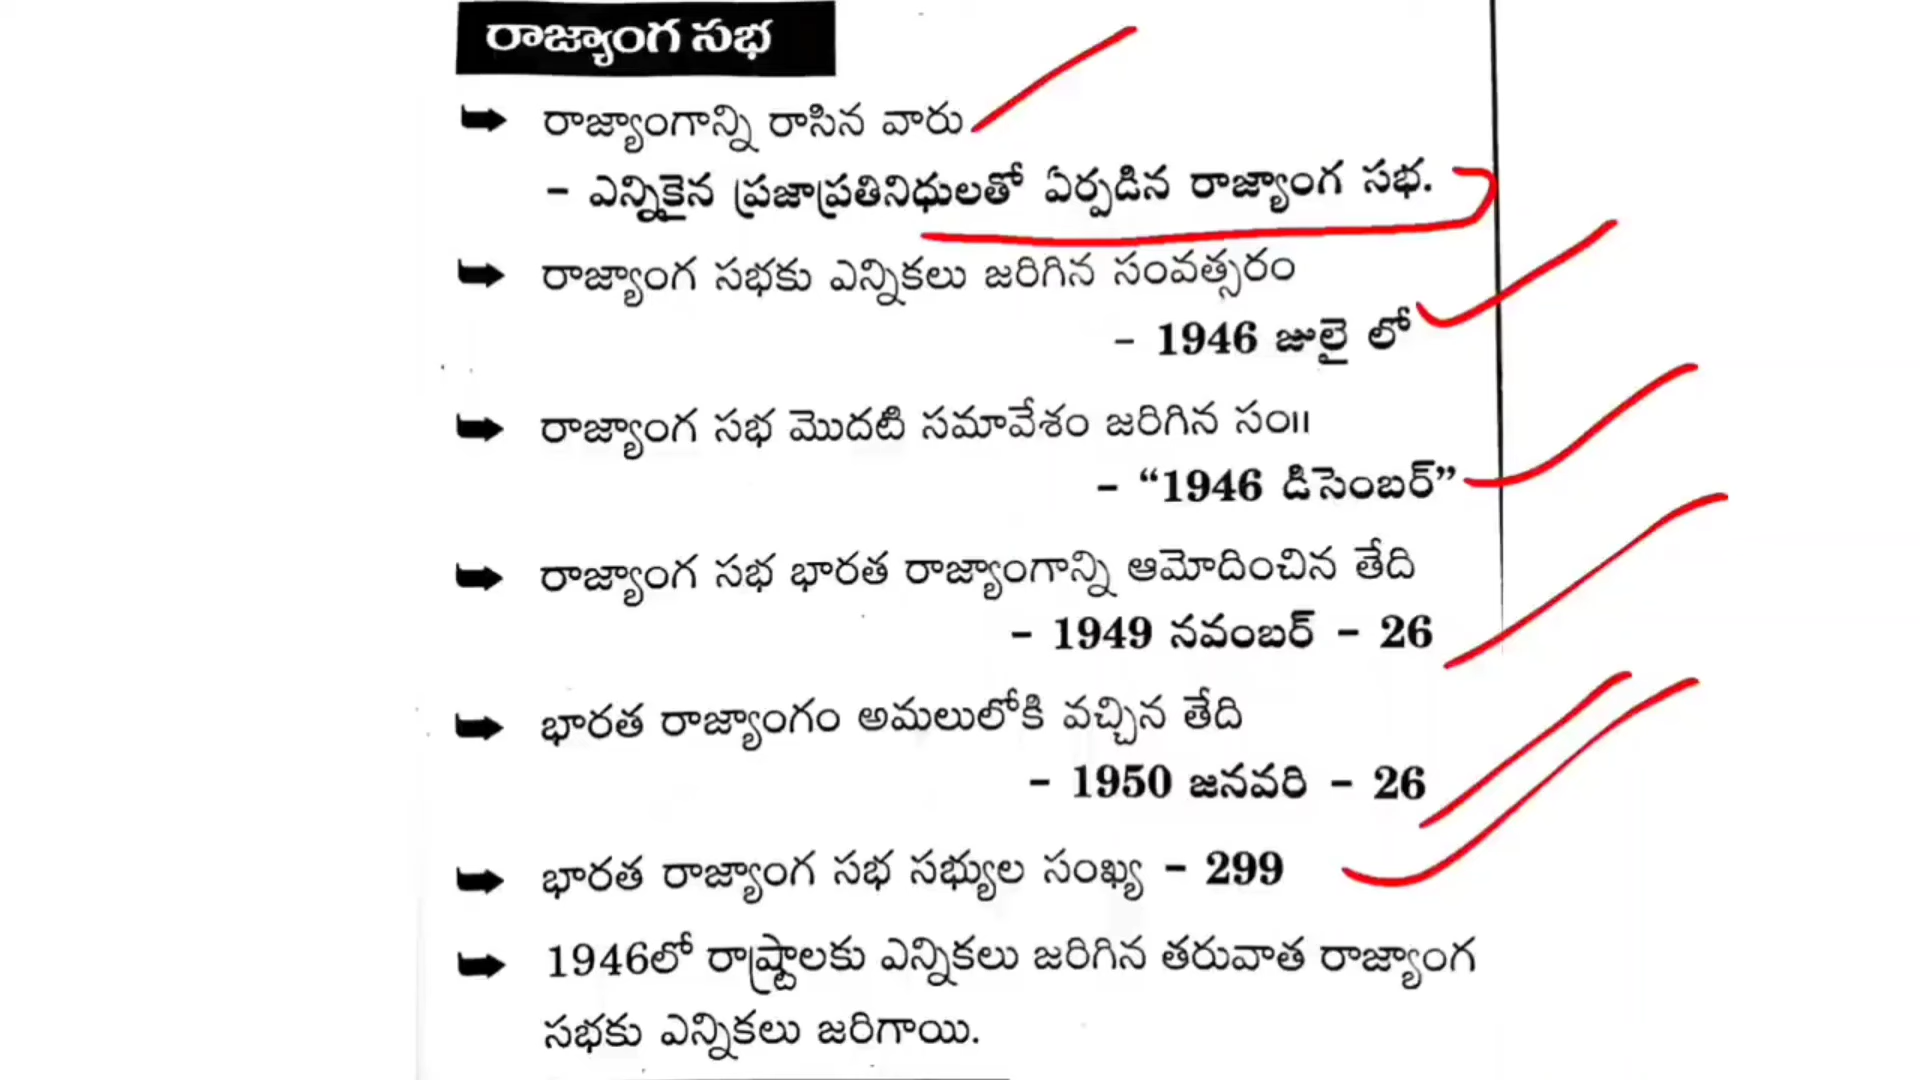 రాజ్యాంగ సభ
రాజ్యాంగాన్ని రాసిన వారు
– ఎన్నికైన ప్రజాప్రతినిధులతో ఏర్పడిన రాజ్యాంగ సభ.
రాజ్యాంగ సభకు ఎన్నికలు జరిగిన సంవత్సరం
– 1946 జులై లో
రాజ్యాంగ సభ మొదటి సమావేశం జరిగిన సం॥
– “1946 డిసెంబర్”
రాజ్యాంగ సభ భారత రాజ్యాంగాన్ని ఆమోదించిన తేది
– 1949 నవంబర్ – 26
భారత రాజ్యాంగం అమలులోకి వచ్చిన తేది
– 1950 జనవరి – 26
భారత రాజ్యాంగ సభ సభ్యుల సంఖ్య – 299
1946లో రాష్ట్రాలకు ఎన్నికలు జరిగిన తరువాత రాజ్యాంగ
సభకు ఎన్నికలు జరిగాయి.